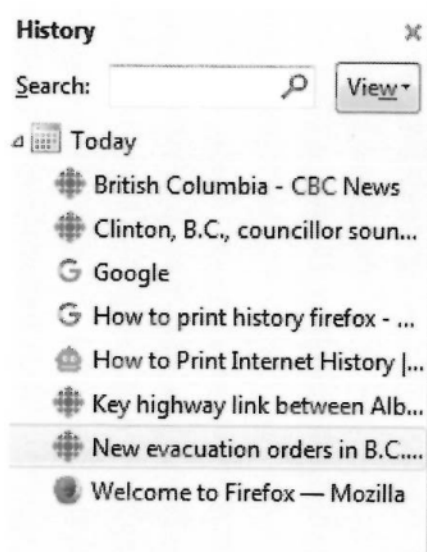 History
Search: View
Today
British Columbia - CBC News
Clinton, B.C., councillor soun...
Google
How to print history firefox - ...
How to Print Internet History |...
Key highway link between Alb...
New evacuation orders in B.C....
Welcome to Firefox — Mozilla